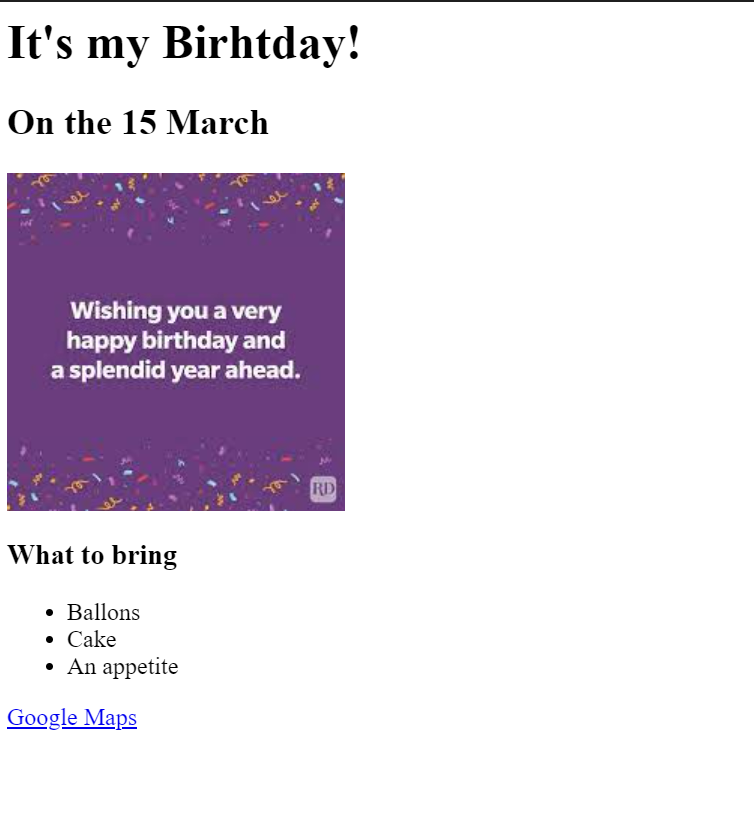 It's my Birhtday!
On the 15 March
Wishing you a very
happy birthday and
a splendid year ahead.
RD
What to bring
Ballons
Cake
An appetite
Google Maps